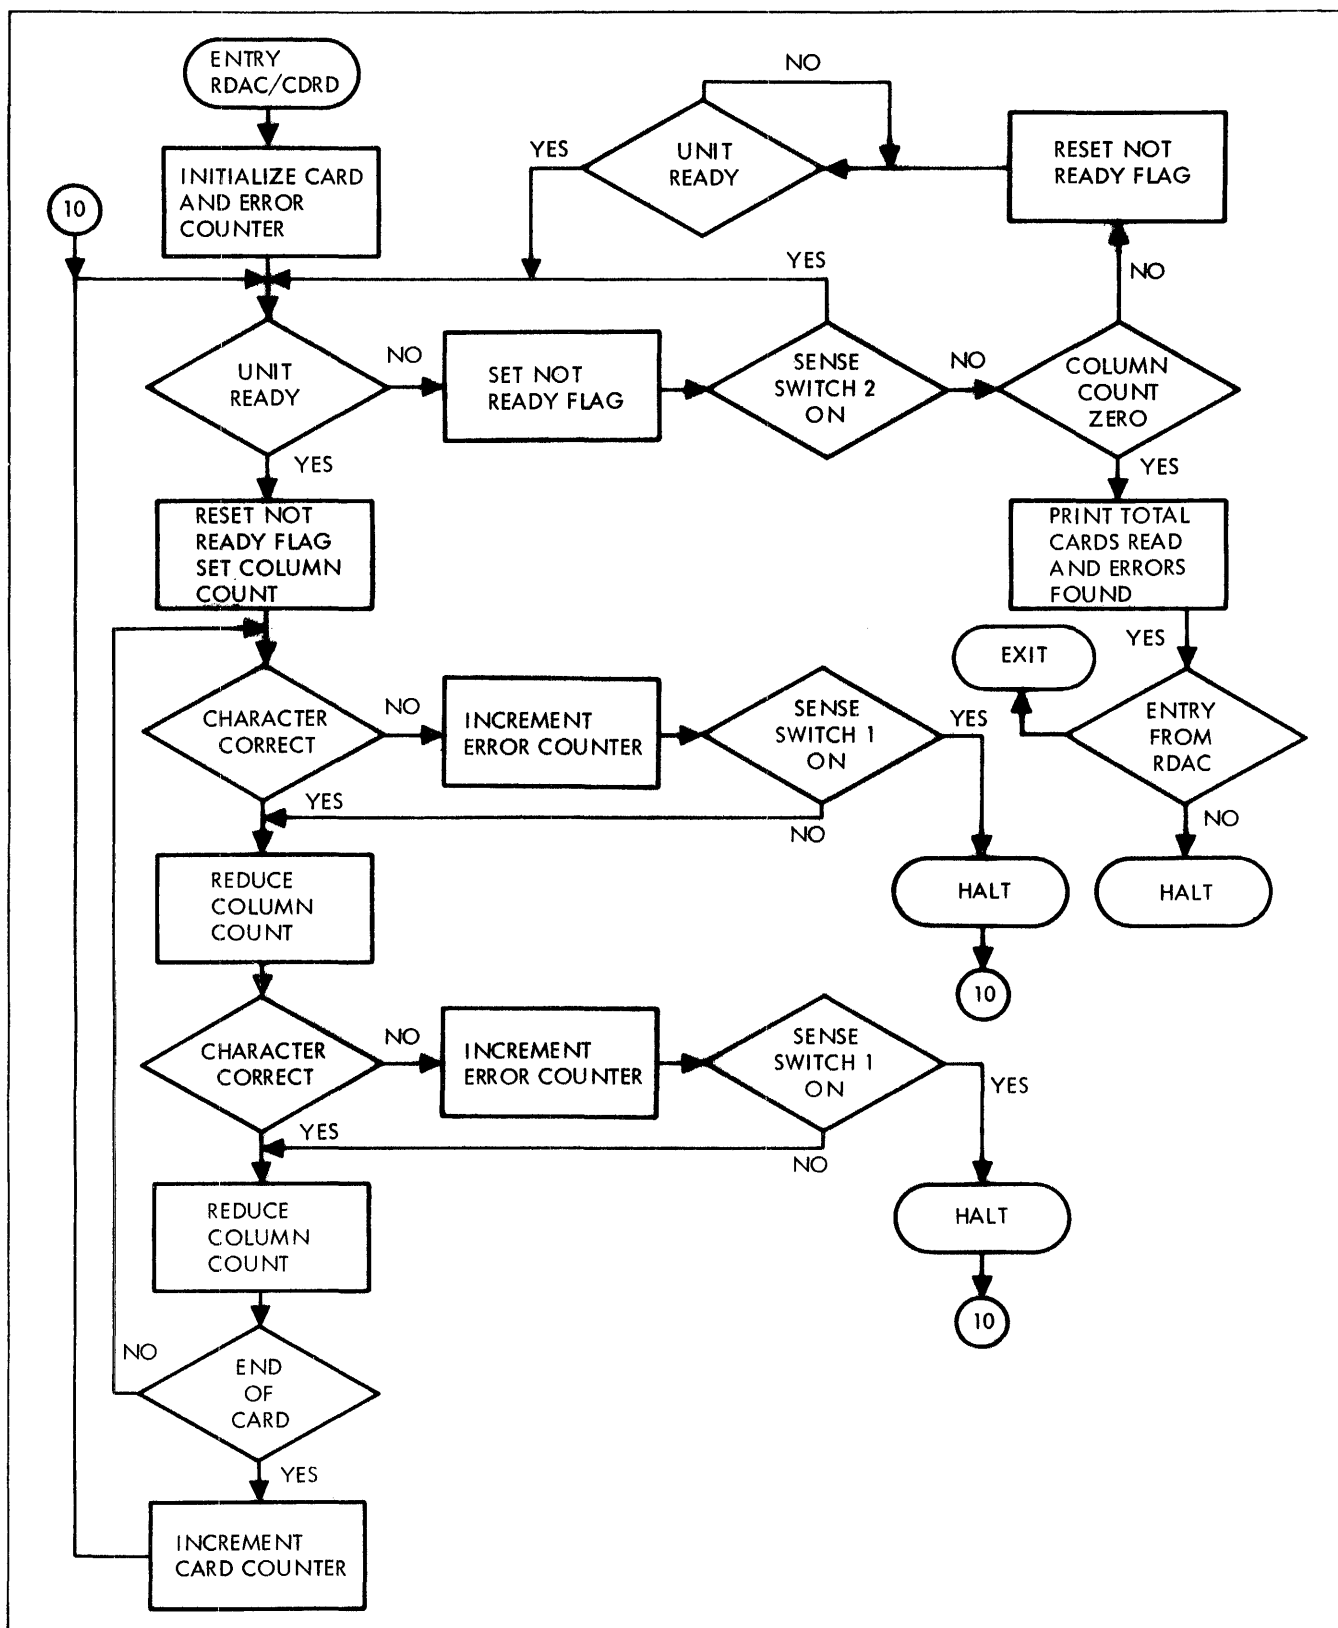 ENTRY
RDAC/CDRD
INITIALIZE CARD
AND ERROR
COUNTER
10
NO
YES
UNIT
READY
RESET NOT
READY FLAG
YES
NO
UNIT
READY
NO
SET NOT
READY FLAG
SENSE
SWITCH 2
ON
NO
COLUMN
COUNT
ZERO
YES
YES
RESET NOT
READY FLAG
SET COLUMN
COUNT
PRINT TOTAL
CARDS READ
AND ERRORS
FOUND
YES
EXIT
ENTRY
FROM
RDAC
NO
HALT
CHARACTER
CORRECT
NO
INCREMENT
ERROR COUNTER
SENSE
SWITCH 1
ON
YES
YES
NO
HALT
10
REDUCE
COLUMN
COUNT
CHARACTER
CORRECT
NO
INCREMENT
ERROR COUNTER
SENSE
SWITCH 1
ON
YES
YES
NO
HALT
10
REDUCE
COLUMN
COUNT
NO
END
OF
CARD
YES
INCREMENT
CARD COUNTER